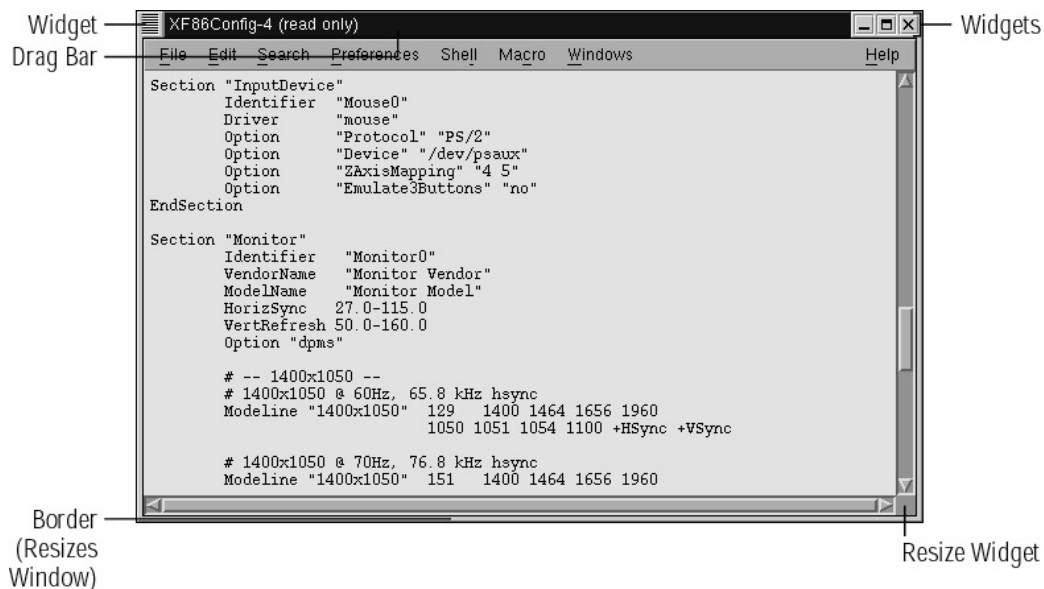 Widget
XF86Config-4 (read only)
Widgets
Drag Bar
File Edit Search Preferences Shell Macro Windows Help
Section "InputDevice"
Identifier "Mouse0"
Driver "mouse"
Option "Protocol" "PS/2"
Option "Device" "/dev/psaux"
Option "ZAxisMapping" "4 5"
Option "Emulate3Buttons" "no"
EndSection
Section "Monitor"
Identifier "Monitor0"
VendorName "Monitor Vendor"
ModelName "Monitor Model"
HorizSync 27.0-115.0
VertRefresh 50.0-160.0
Option "dpms"
# -- 1400x1050 --
# 1400x1050 @ 60Hz, 65.8 kHz hsync
Modeline "1400x1050" 129 1400 1464 1656 1960
1050 1051 1054 1100 +HSync +VSync
# 1400x1050 @ 70Hz, 76.8 kHz hsync
Modeline "1400x1050" 151 1400 1464 1656 1960
Border
(Resizes
Window)
Resize Widget